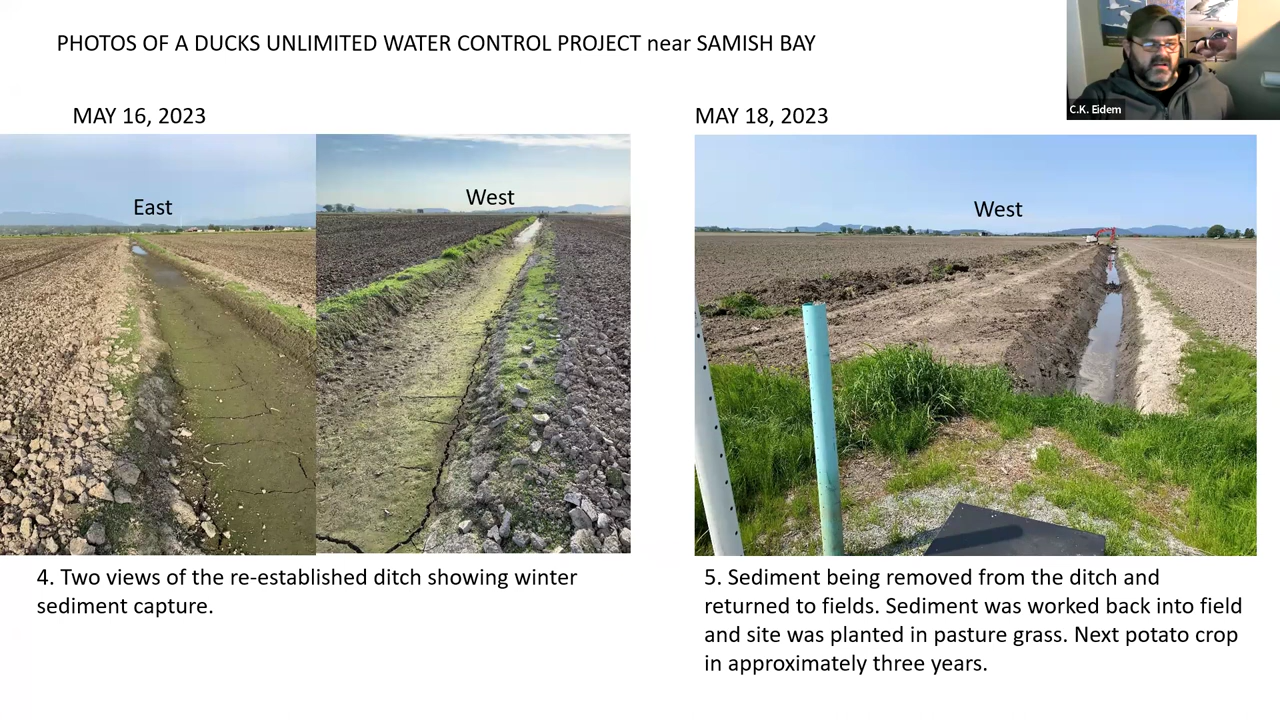 PHOTOS OF A DUCKS UNLIMITED WATER CONTROL PROJECT near SAMISH BAY
C.K. Eidem
MAY 16, 2023
MAY 18, 2023
East
West
West
4. Two views of the re-established ditch showing winter
sediment capture.
5. Sediment being removed from the ditch and
returned to fields. Sediment was worked back into field
and site was planted in pasture grass. Next potato crop
in approximately three years.